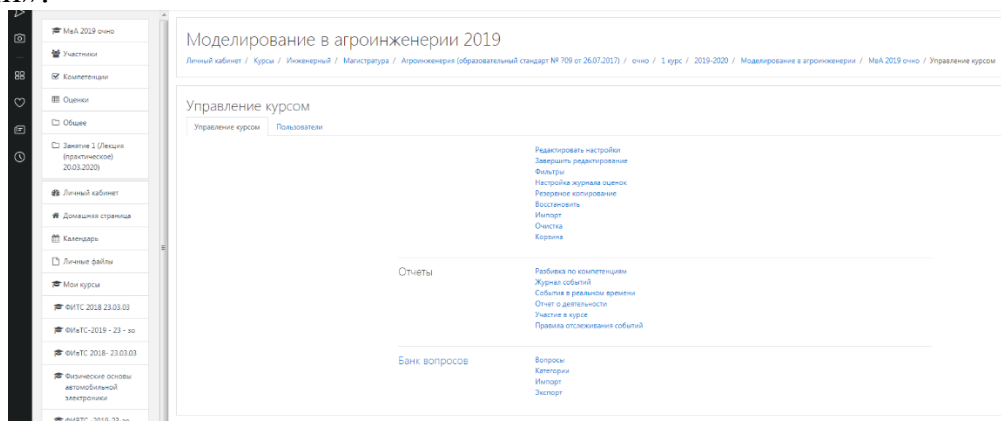 МвА 2019 очно
Участники
Компетенции
Оценки
Общее
Занятие 1 (Лекция
(практическое)
20.03.2020)
Личный кабинет
Домашняя страница
Календарь
Личные файлы
Мои курсы
ФИТС 2018 23.03.03
ФИвТС-2019 - 23 - зо
ФИвТС 2018- 23.03.03
Физические основы
автомобильной
электроники
Моделирование в агроинженерии 2019
Личный кабинет / Курсы / Инженерный / Магистратура / Агроинженерия (образовательный стандарт № 709 от 26.07.2017) / очно / 1 курс / 2019-2020 / Моделирование в агроинженерии / МвА 2019 очно / Управление курсом
Управление курсом
Управление курсом Пользователи
Редактировать настройки
Завершить редактирование
Фильтры
Настройка журнала оценок
Резервное копирование
Восстановить
Импорт
Очистка
Корзина
Отчеты
Разбивка по компетенциям
Журнал событий
События в реальном времени
Отчет о деятельности
Участие в курсе
Правила отслеживания событий
Банк вопросов
Вопросы
Категории
Импорт
Экспорт